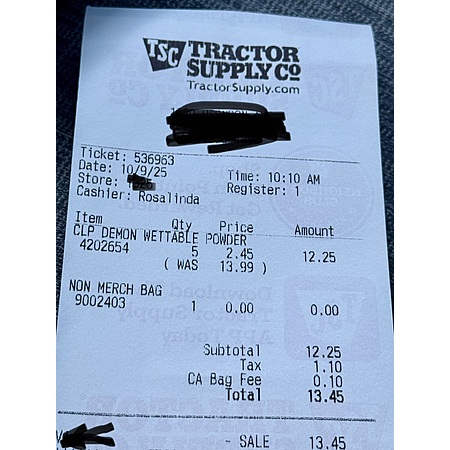 TSC TRACTOR
SUPPLY CO
TractorSupply.com
Ticket: 536963
Date: 10/9/25 Time: 10:10 AM
Store: Register: 1
Cashier: Rosalinda
Item Qty Price Amount
CLP DEMON WETTABLE POWDER
4202654 5 2.45 12.25
( WAS 13.99 )
NON MERCH BAG
9002403 1 0.00 0.00
Subtotal 12.25
Tax 1.10
CA Bag Fee 0.10
Total 13.45
- SALE 13.45